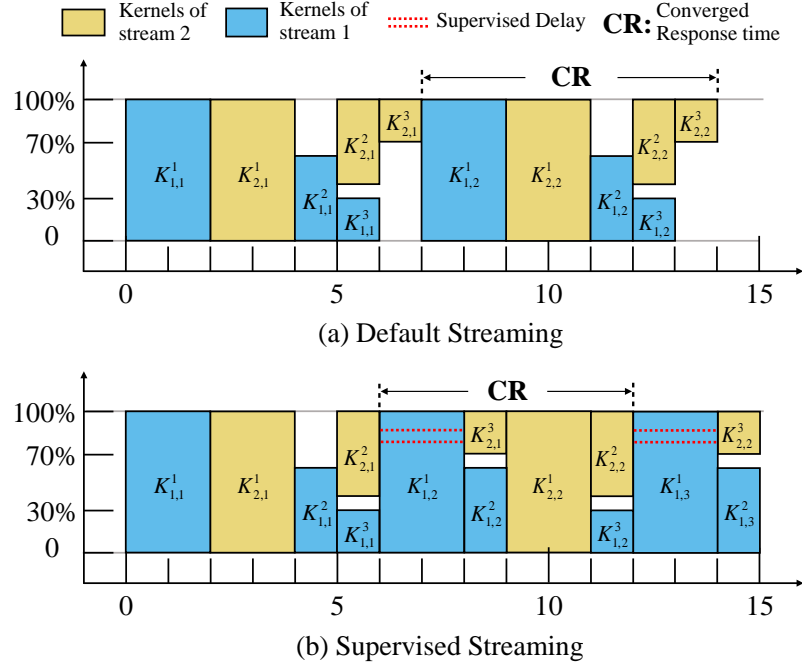 Kernels of stream 2
Kernels of stream 1
Supervised Delay
CR: Converged Response time
CR
100%
70%
30%
0
K^1_{1,1}
K^1_{2,1}
K^2_{1,1}
K^2_{2,1}
K^3_{1,1}
K^3_{2,1}
K^1_{1,2}
K^1_{2,2}
K^2_{1,2}
K^2_{2,2}
K^3_{1,2}
K^3_{2,2}
0 5 10 15
(a) Default Streaming
CR
100%
70%
30%
0
K^1_{1,1}
K^1_{2,1}
K^2_{1,1}
K^2_{2,1}
K^3_{1,1}
K^1_{1,2}
K^3_{2,1}
K^2_{1,2}
K^1_{2,2}
K^2_{2,2}
K^3_{1,2}
K^1_{1,3}
K^3_{2,2}
K^2_{1,3}
0 5 10 15
(b) Supervised Streaming